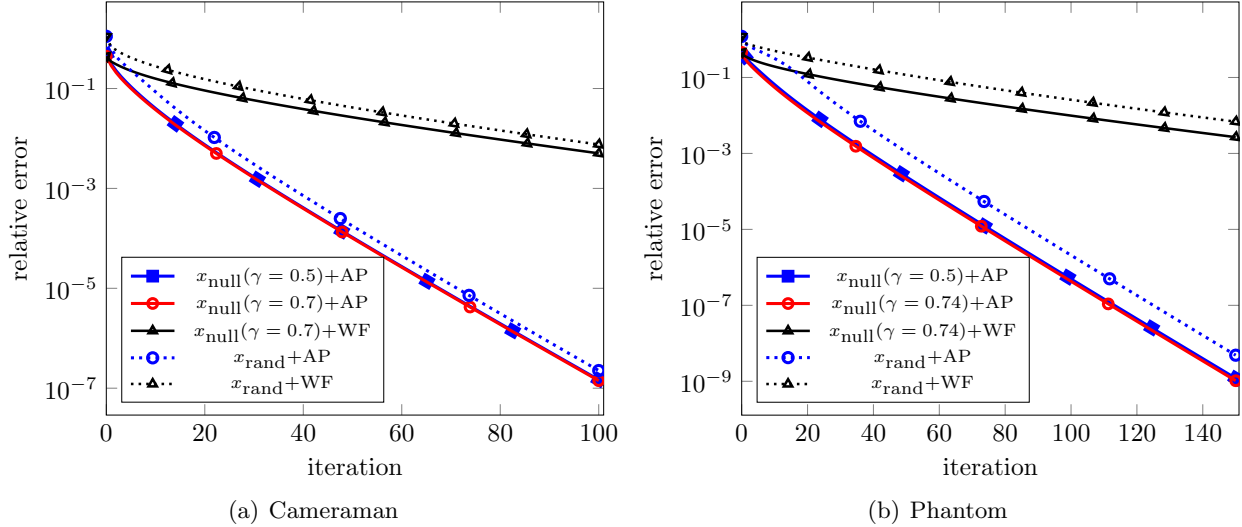 relative error
10⁻¹
10⁻³
10⁻⁵
10⁻⁷
x_null(γ = 0.5)+AP
x_null(γ = 0.7)+AP
x_null(γ = 0.7)+WF
x_rand+AP
x_rand+WF
0 20 40 60 80 100
iteration
(a) Cameraman
relative error
10⁻¹
10⁻³
10⁻⁵
10⁻⁷
10⁻⁹
x_null(γ = 0.5)+AP
x_null(γ = 0.74)+AP
x_null(γ = 0.74)+WF
x_rand+AP
x_rand+WF
0 20 40 60 80 100 120 140
iteration
(b) Phantom